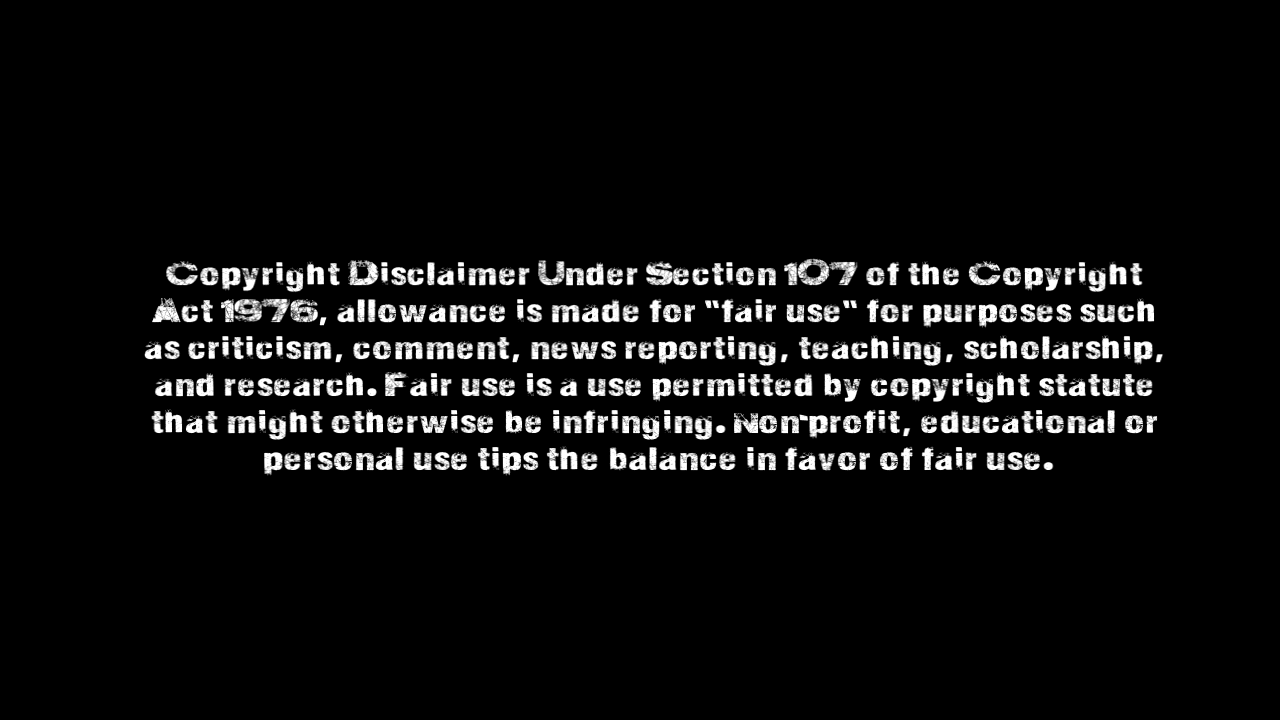 Copyright Disclaimer Under Section 107 of the Copyright
Act 1976, allowance is made for "fair use" for purposes such
as criticism, comment, news reporting, teaching, scholarship,
and research. Fair use is a use permitted by copyright statute
that might otherwise be infringing. Non-profit, educational or
personal use tips the balance in favor of fair use.